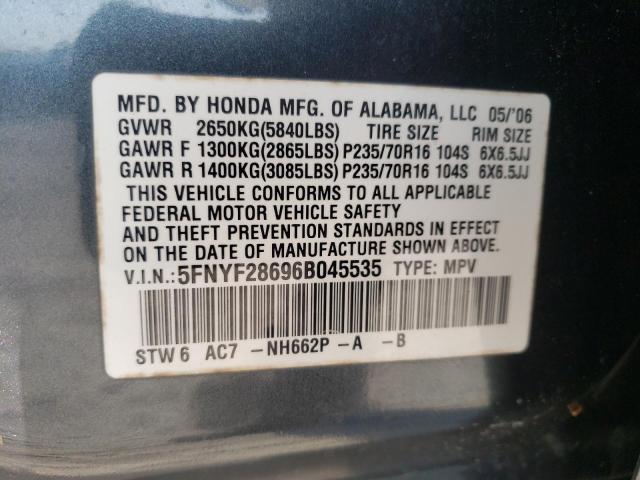 MFD. BY HONDA MFG. OF ALABAMA, LLC 05/'06
GVWR 2650KG(5840LBS) TIRE SIZE RIM SIZE
GAWR F 1300KG(2865LBS) P235/70R16 104S 6X6.5JJ
GAWR R 1400KG(3085LBS) P235/70R16 104S 6X6.5JJ
THIS VEHICLE CONFORMS TO ALL APPLICABLE
FEDERAL MOTOR VEHICLE SAFETY
AND THEFT PREVENTION STANDARDS IN EFFECT
ON THE DATE OF MANUFACTURE SHOWN ABOVE.
V.I.N.:5FNYF28696B045535 TYPE: MPV
STW6 AC7 -NH662P -A -B